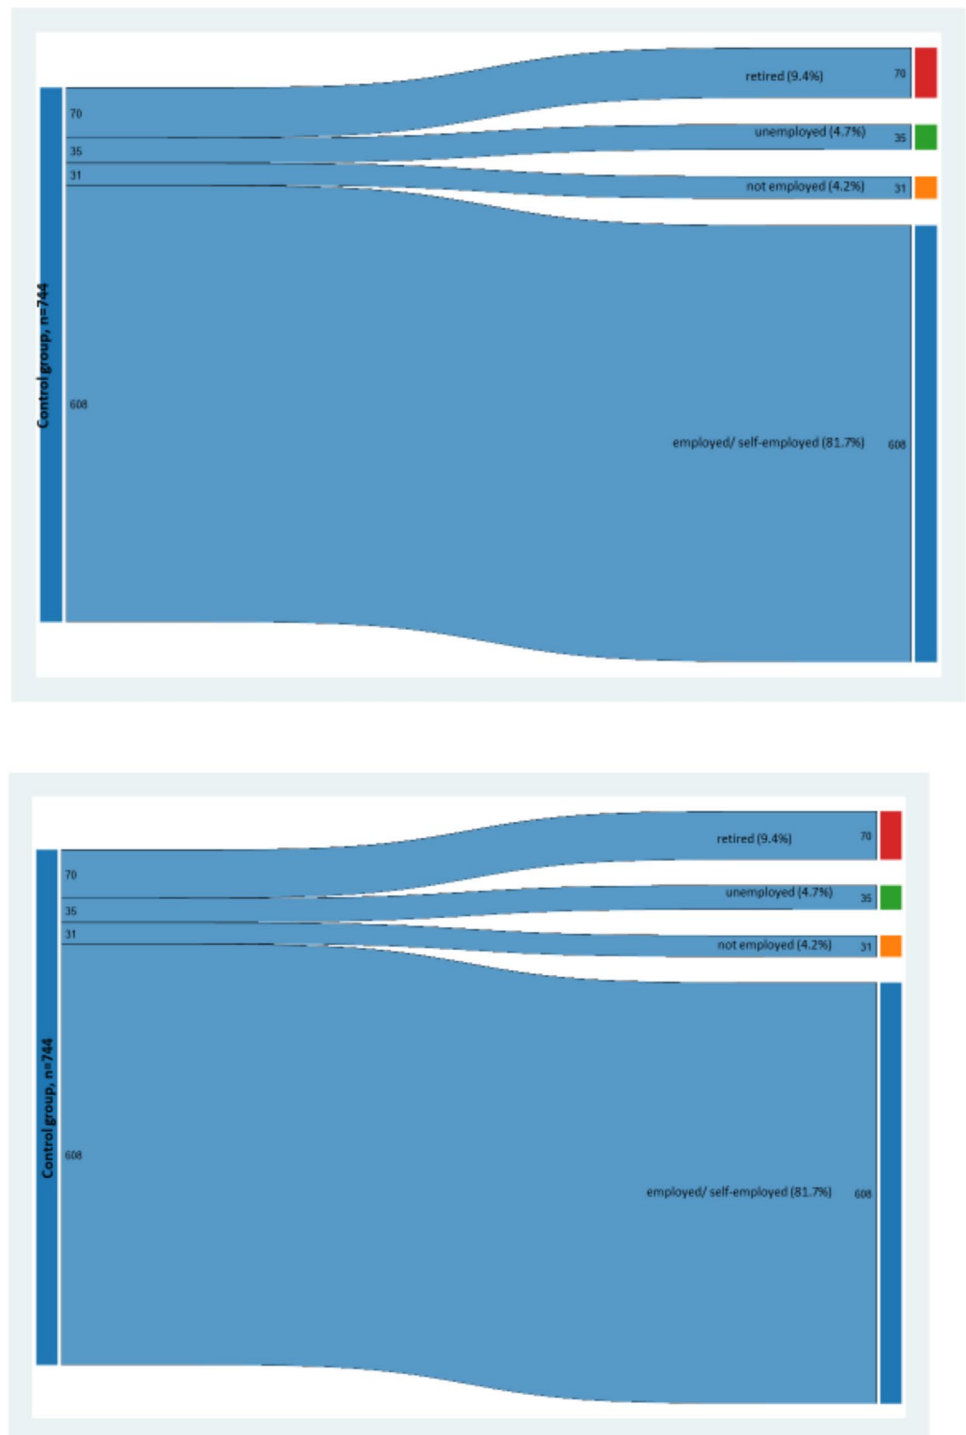 retired (9.4%) 70
70
unemployed (4.7%) 35
35
31
not employed (4.2%) 31
Control group, n=744
608
employed/ self-employed (81.7%) 608
retired (9.4%) 70
70
unemployed (4.7%) 35
35
31
not employed (4.2%) 31
Control group, n=744
608
employed/ self-employed (81.7%) 608